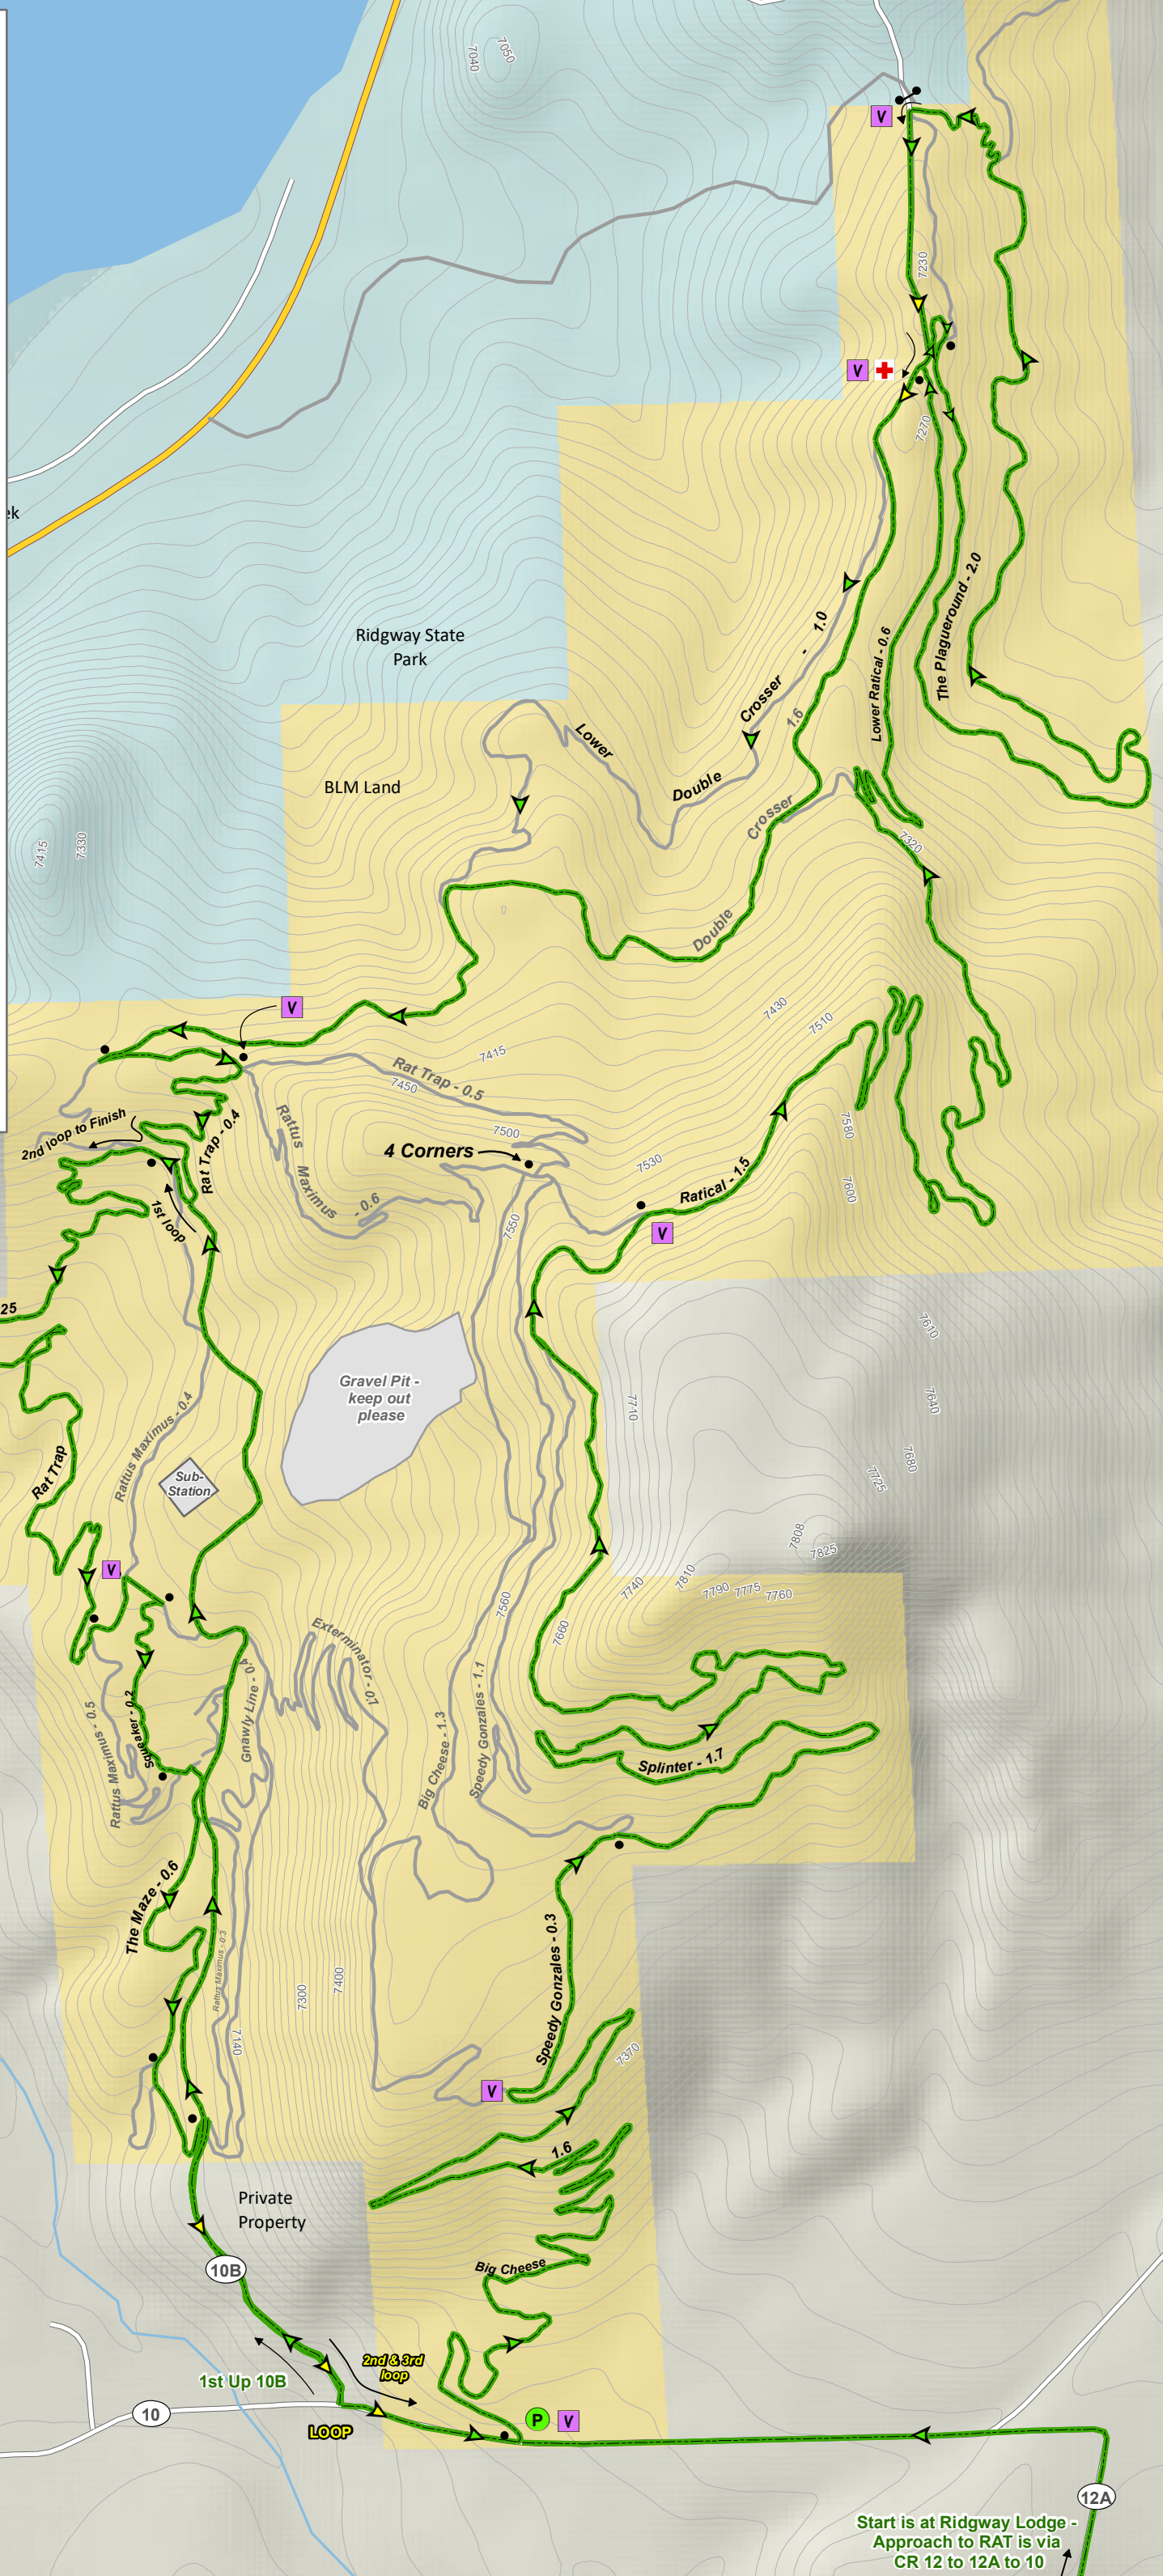 7040
7050
V
7230
V
7270
ek
Ridgway State
Park
Crosser - 1.0
Lower Ratical - 0.6
The Plagueround - 2.0
Lower
Double
1.6
Crosser
Double
BLM Land
7415
7330
7320
V
7430
7510
7415
Rat Trap - 0.5
7450
2nd loop to Finish
Rat Trap - 0.4
Rattus Maximus - 0.6
7500
4 Corners
7530
7580
7600
Ratical - 1.5
1st loop
V
7550
25
7610
Gravel Pit -
keep out
please
7710
7640
Rattus Maximus - 0.4
Rat Trap
Sub-
Station
7680
7725
7808
7825
V
7740
7810
7790
7775
7760
7560
7660
Exterminator - 0.7
Gnawly Line - 0.4
Squeaker - 0.2
Rattus Maximus - 0.5
Big Cheese - 1.3
Speedy Gonzales - 1.1
Splinter - 1.7
The Maze - 0.6
Rattus Maximus - 0.3
Speedy Gonzales - 0.3
7300
7400
7140
7370
V
1.6
Private
Property
10B
Big Cheese
2nd & 3rd
loop
1st Up 10B
10
LOOP
P
V
12A
Start is at Ridgway Lodge -
Approach to RAT is via
CR 12 to 12A to 10